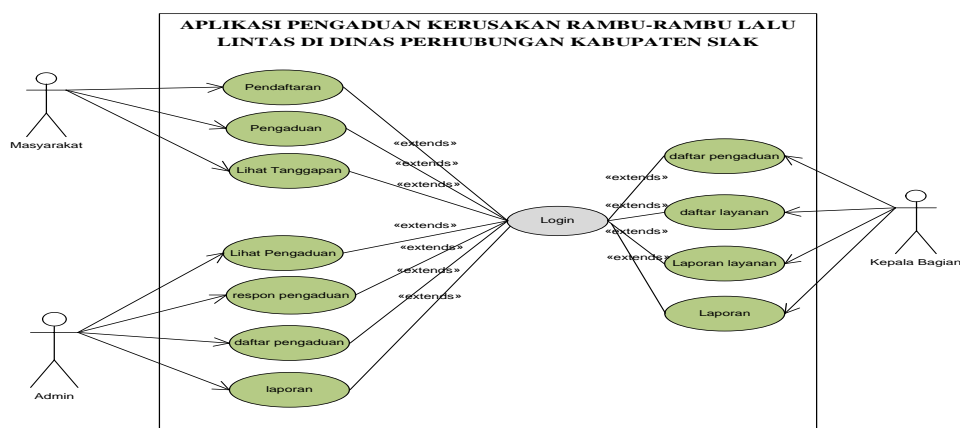 APLIKASI PENGADUAN KERUSAKAN RAMBU-RAMBU LALU
LINTAS DI DINAS PERHUBUNGAN KABUPATEN SIAK
Masyarakat
Pendaftaran
Pengaduan
Lihat Tanggapan
«extends»
«extends»
«extends»
Lihat Pengaduan
respon pengaduan
daftar pengaduan
laporan
«extends»
«extends»
«extends»
«extends»
Admin
Login
«extends»
«extends»
«extends»
«extends»
daftar pengaduan
daftar layanan
Laporan layanan
Laporan
Kepala Bagian